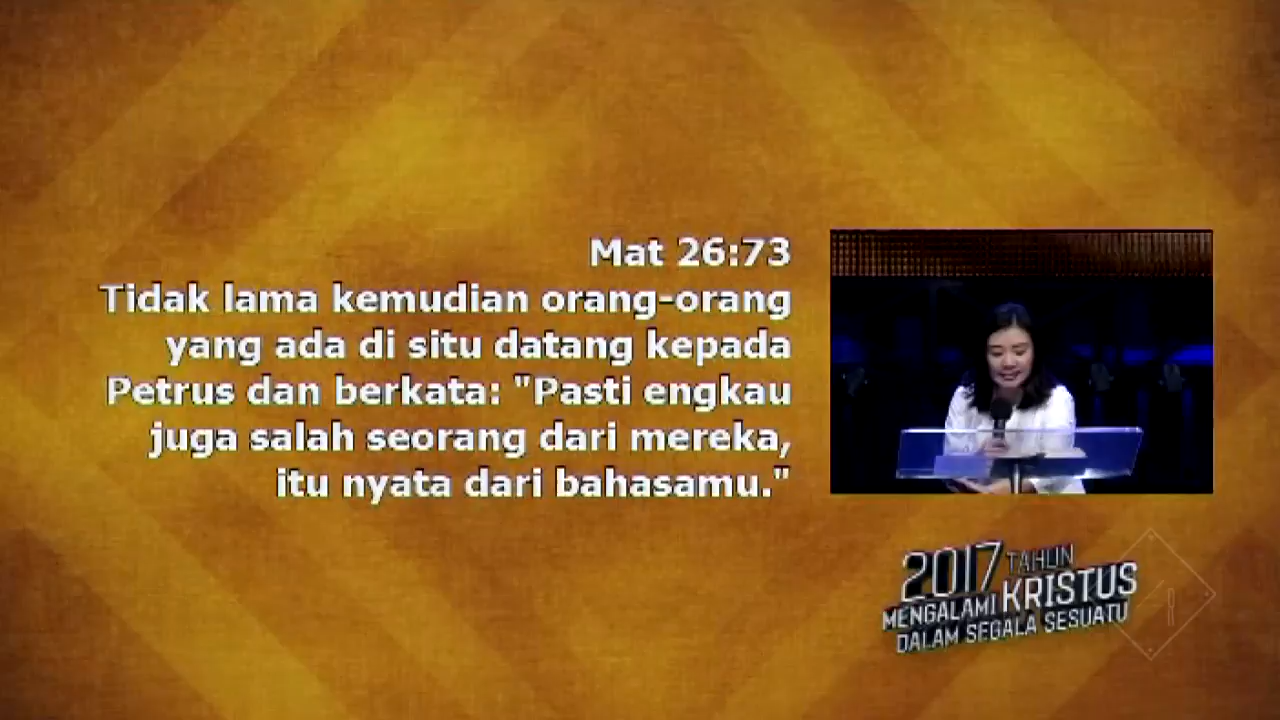 Mat 26:73
Tidak lama kemudian orang-orang
yang ada di situ datang kepada
Petrus dan berkata: "Pasti engkau
juga salah seorang dari mereka,
itu nyata dari bahasamu."
2017 TAHUN
MENGALAMI KRISTUS
DALAM SEGALA SESUATU